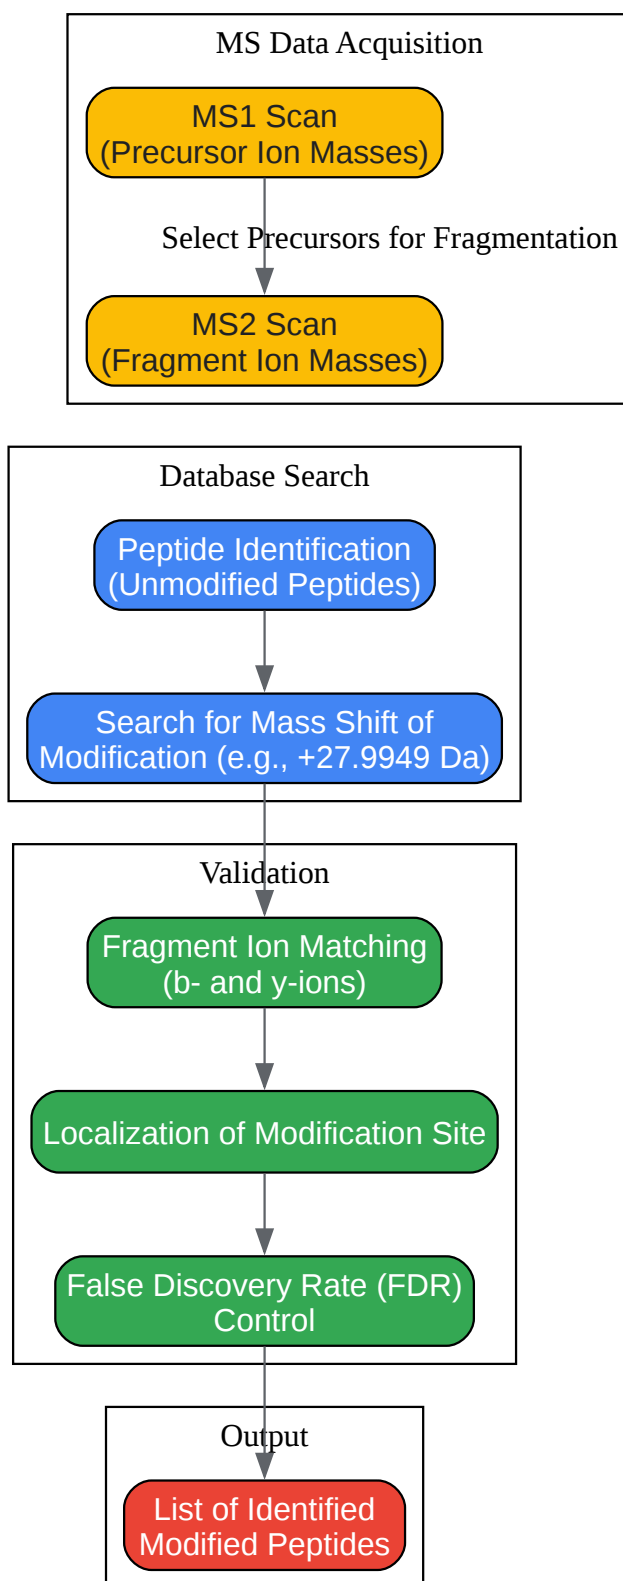 MS Data Acquisition
MS1 Scan
(Precursor Ion Masses)
Select Precursors for Fragmentation
MS2 Scan
(Fragment Ion Masses)
Database Search
Peptide Identification
(Unmodified Peptides)
Search for Mass Shift of
Modification (e.g., +27.9949 Da)
Validation
Fragment Ion Matching
(b- and y-ions)
Localization of Modification Site
False Discovery Rate (FDR)
Control
Output
List of Identified
Modified Peptides